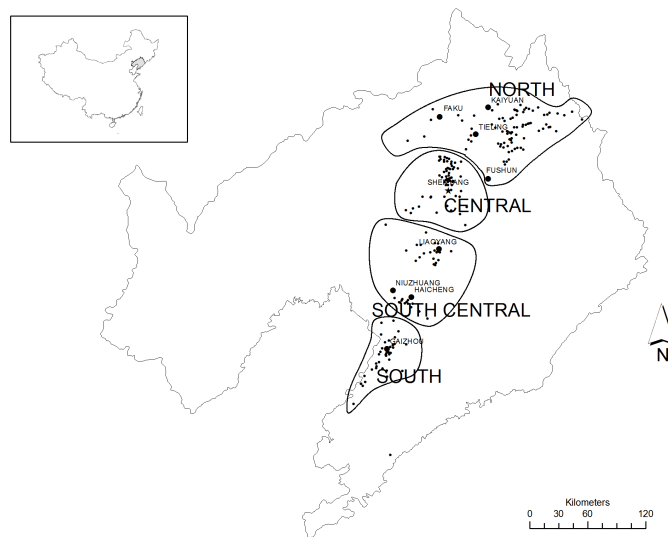 NORTH
KAIYUAN
FAKU
TIELING
FUSHUN
SHENYANG
CENTRAL
LIAOYANG
NIUZHUANG
HAICHENG
SOUTH CENTRAL
GAIZHOU
SOUTH
N
Kilometers
0 30 60 120